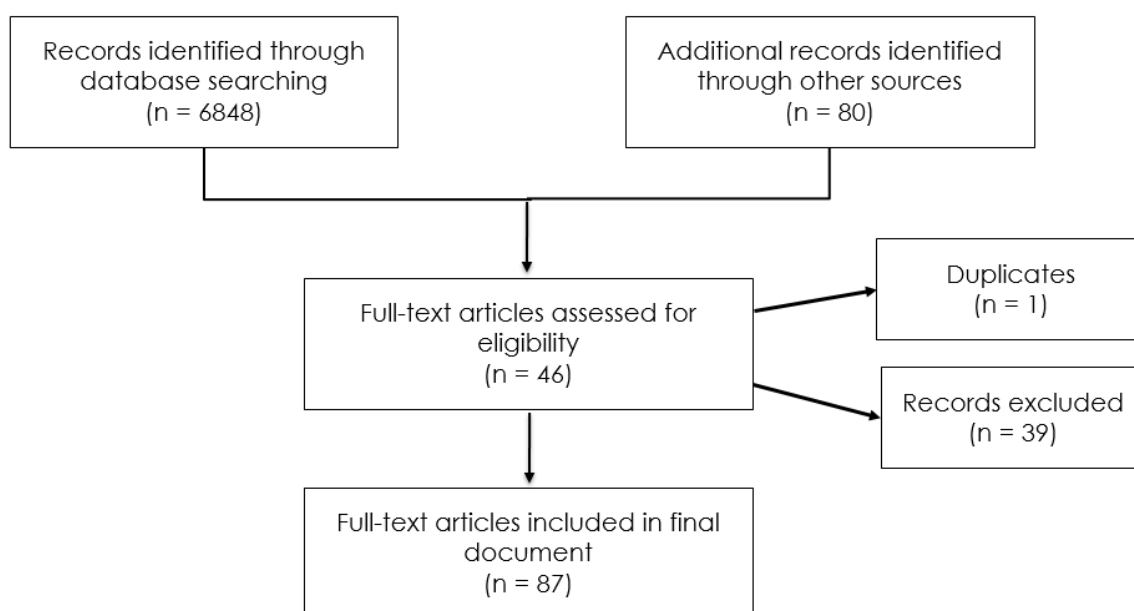 Records identified through
database searching
(n = 6848)
Additional records identified
through other sources
(n = 80)
Full-text articles assessed for
eligibility
(n = 46)
Duplicates
(n = 1)
Records excluded
(n = 39)
Full-text articles included in final
document
(n = 87)